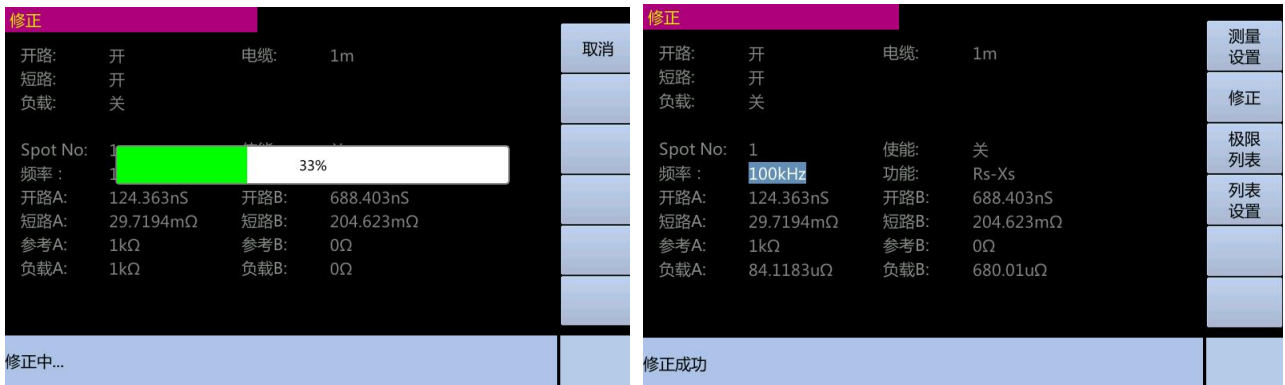 修正
开路: 开 电缆: 1m
短路: 开
负载: 关
Spot No: 1
频率: 1
33%
开路A: 124.363nS 开路B: 688.403nS
短路A: 29.7194mΩ 短路B: 204.623mΩ
参考A: 1kΩ 参考B: 0Ω
负载A: 1kΩ 负载B: 0Ω
取消
修正中...
修正
开路: 开 电缆: 1m
短路: 开
负载: 关
Spot No: 1 使能: 关
频率: 100kHz 功能: Rs-Xs
开路A: 124.363nS 开路B: 688.403nS
短路A: 29.7194mΩ 短路B: 204.623mΩ
参考A: 1kΩ 参考B: 0Ω
负载A: 84.1183uΩ 负载B: 680.01uΩ
测量
设置
修正
极限
列表
列表
设置
修正成功